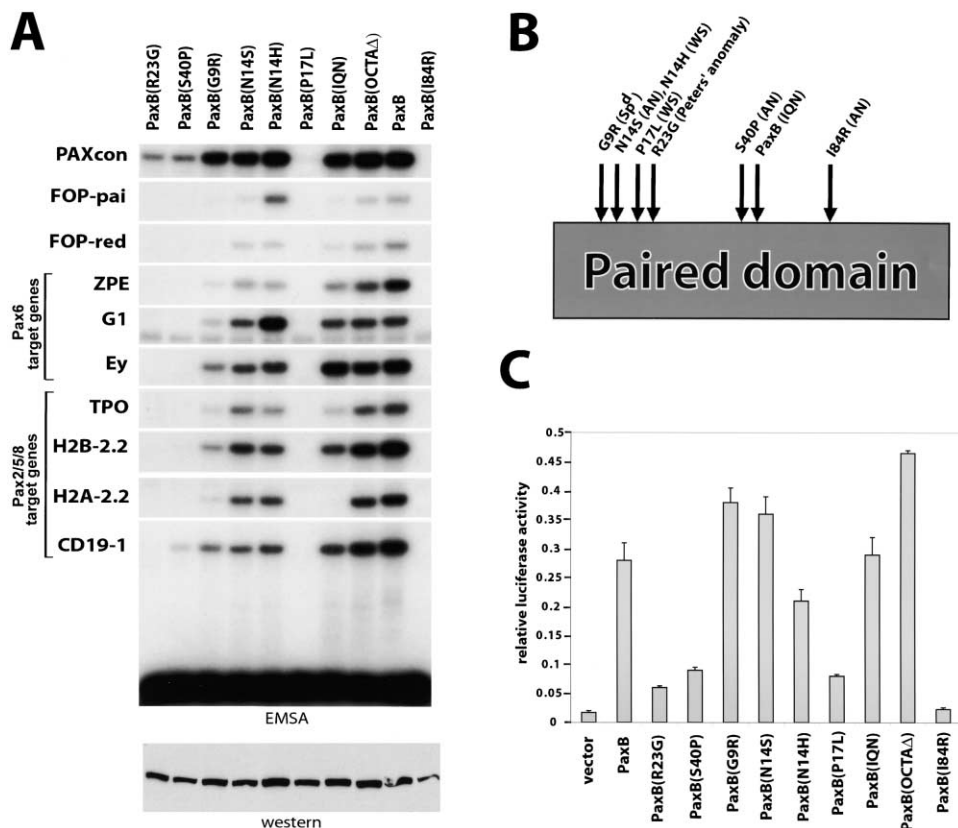 A
PaxB(R23G)
PaxB(S40P)
PaxB(G9R)
PaxB(N14S)
PaxB(N14H)
PaxB(P17L)
PaxB(IQN)
PaxB(OCTAΔ)
PaxB
PaxB(I84R)
PAXcon
FOP-pai
FOP-red
Pax6
target genes
ZPE
G1
Ey
Pax2/5/8
target genes
TPO
H2B-2.2
H2A-2.2
CD19-1
EMSA
western
B
G9R (Sp^d)
N14S (AN), N14H (WS)
P17L (WS)
R23G (Peters' anomaly)
S40P (AN)
PaxB (IQN)
I84R (AN)
Paired domain
C
relative luciferase activity
0.5
0.45
0.4
0.35
0.3
0.25
0.2
0.15
0.1
0.05
0
vector
PaxB
PaxB(R23G)
PaxB(S40P)
PaxB(G9R)
PaxB(N14S)
PaxB(N14H)
PaxB(P17L)
PaxB(IQN)
PaxB(OCTAΔ)
PaxB(I84R)